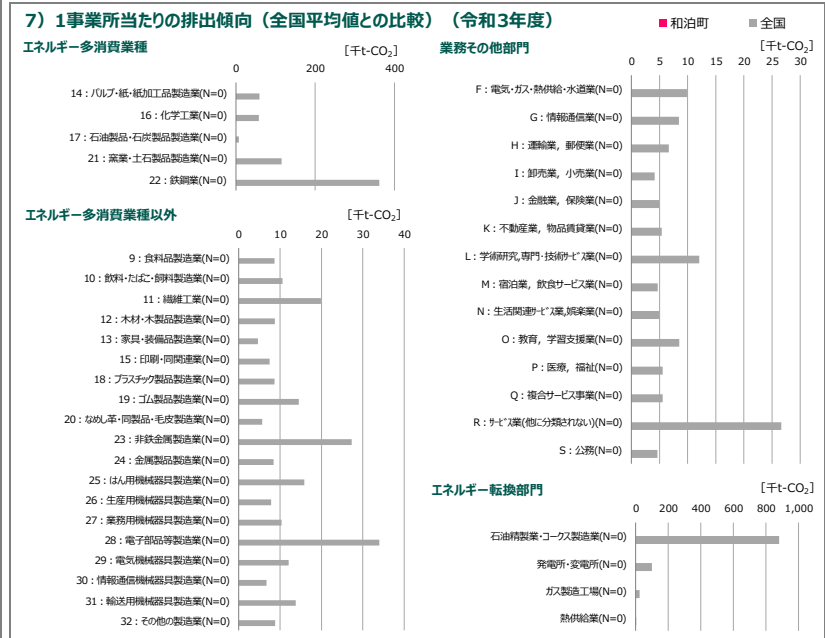 7）1事業所当たりの排出傾向（全国平均値との比較）（令和3年度）
■和泊町 ■全国
エネルギー多消費業種
[千t-CO₂]
0 200 400
14：パルプ・紙・紙加工品製造業(N=0)
16：化学工業(N=0)
17：石油製品・石炭製品製造業(N=0)
21：窯業・土石製品製造業(N=0)
22：鉄鋼業(N=0)
エネルギー多消費業種以外
[千t-CO₂]
0 10 20 30 40
9：食料品製造業(N=0)
10：飲料・たばこ・飼料製造業(N=0)
11：繊維工業(N=0)
12：木材・木製品製造業(N=0)
13：家具・装備品製造業(N=0)
15：印刷・同関連業(N=0)
18：プラスチック製品製造業(N=0)
19：ゴム製品製造業(N=0)
20：なめし革・同製品・毛皮製造業(N=0)
23：非鉄金属製造業(N=0)
24：金属製品製造業(N=0)
25：はん用機械器具製造業(N=0)
26：生産用機械器具製造業(N=0)
27：業務用機械器具製造業(N=0)
28：電子部品等製造業(N=0)
29：電気機械器具製造業(N=0)
30：情報通信機械器具製造業(N=0)
31：輸送用機械器具製造業(N=0)
32：その他の製造業(N=0)
業務その他部門
[千t-CO₂]
0 5 10 15 20 25 30
F：電気・ガス・熱供給・水道業(N=0)
G：情報通信業(N=0)
H：運輸業，郵便業(N=0)
I：卸売業，小売業(N=0)
J：金融業，保険業(N=0)
K：不動産業，物品賃貸業(N=0)
L：学術研究,専門・技術サービス業(N=0)
M：宿泊業，飲食サービス業(N=0)
N：生活関連サービス業,娯楽業(N=0)
O：教育，学習支援業(N=0)
P：医療，福祉(N=0)
Q：複合サービス事業(N=0)
R：サービス業(他に分類されない)(N=0)
S：公務(N=0)
エネルギー転換部門
[千t-CO₂]
0 200 400 600 800 1,000
石油精製業・コークス製造業(N=0)
発電所・変電所(N=0)
ガス製造工場(N=0)
熱供給業(N=0)